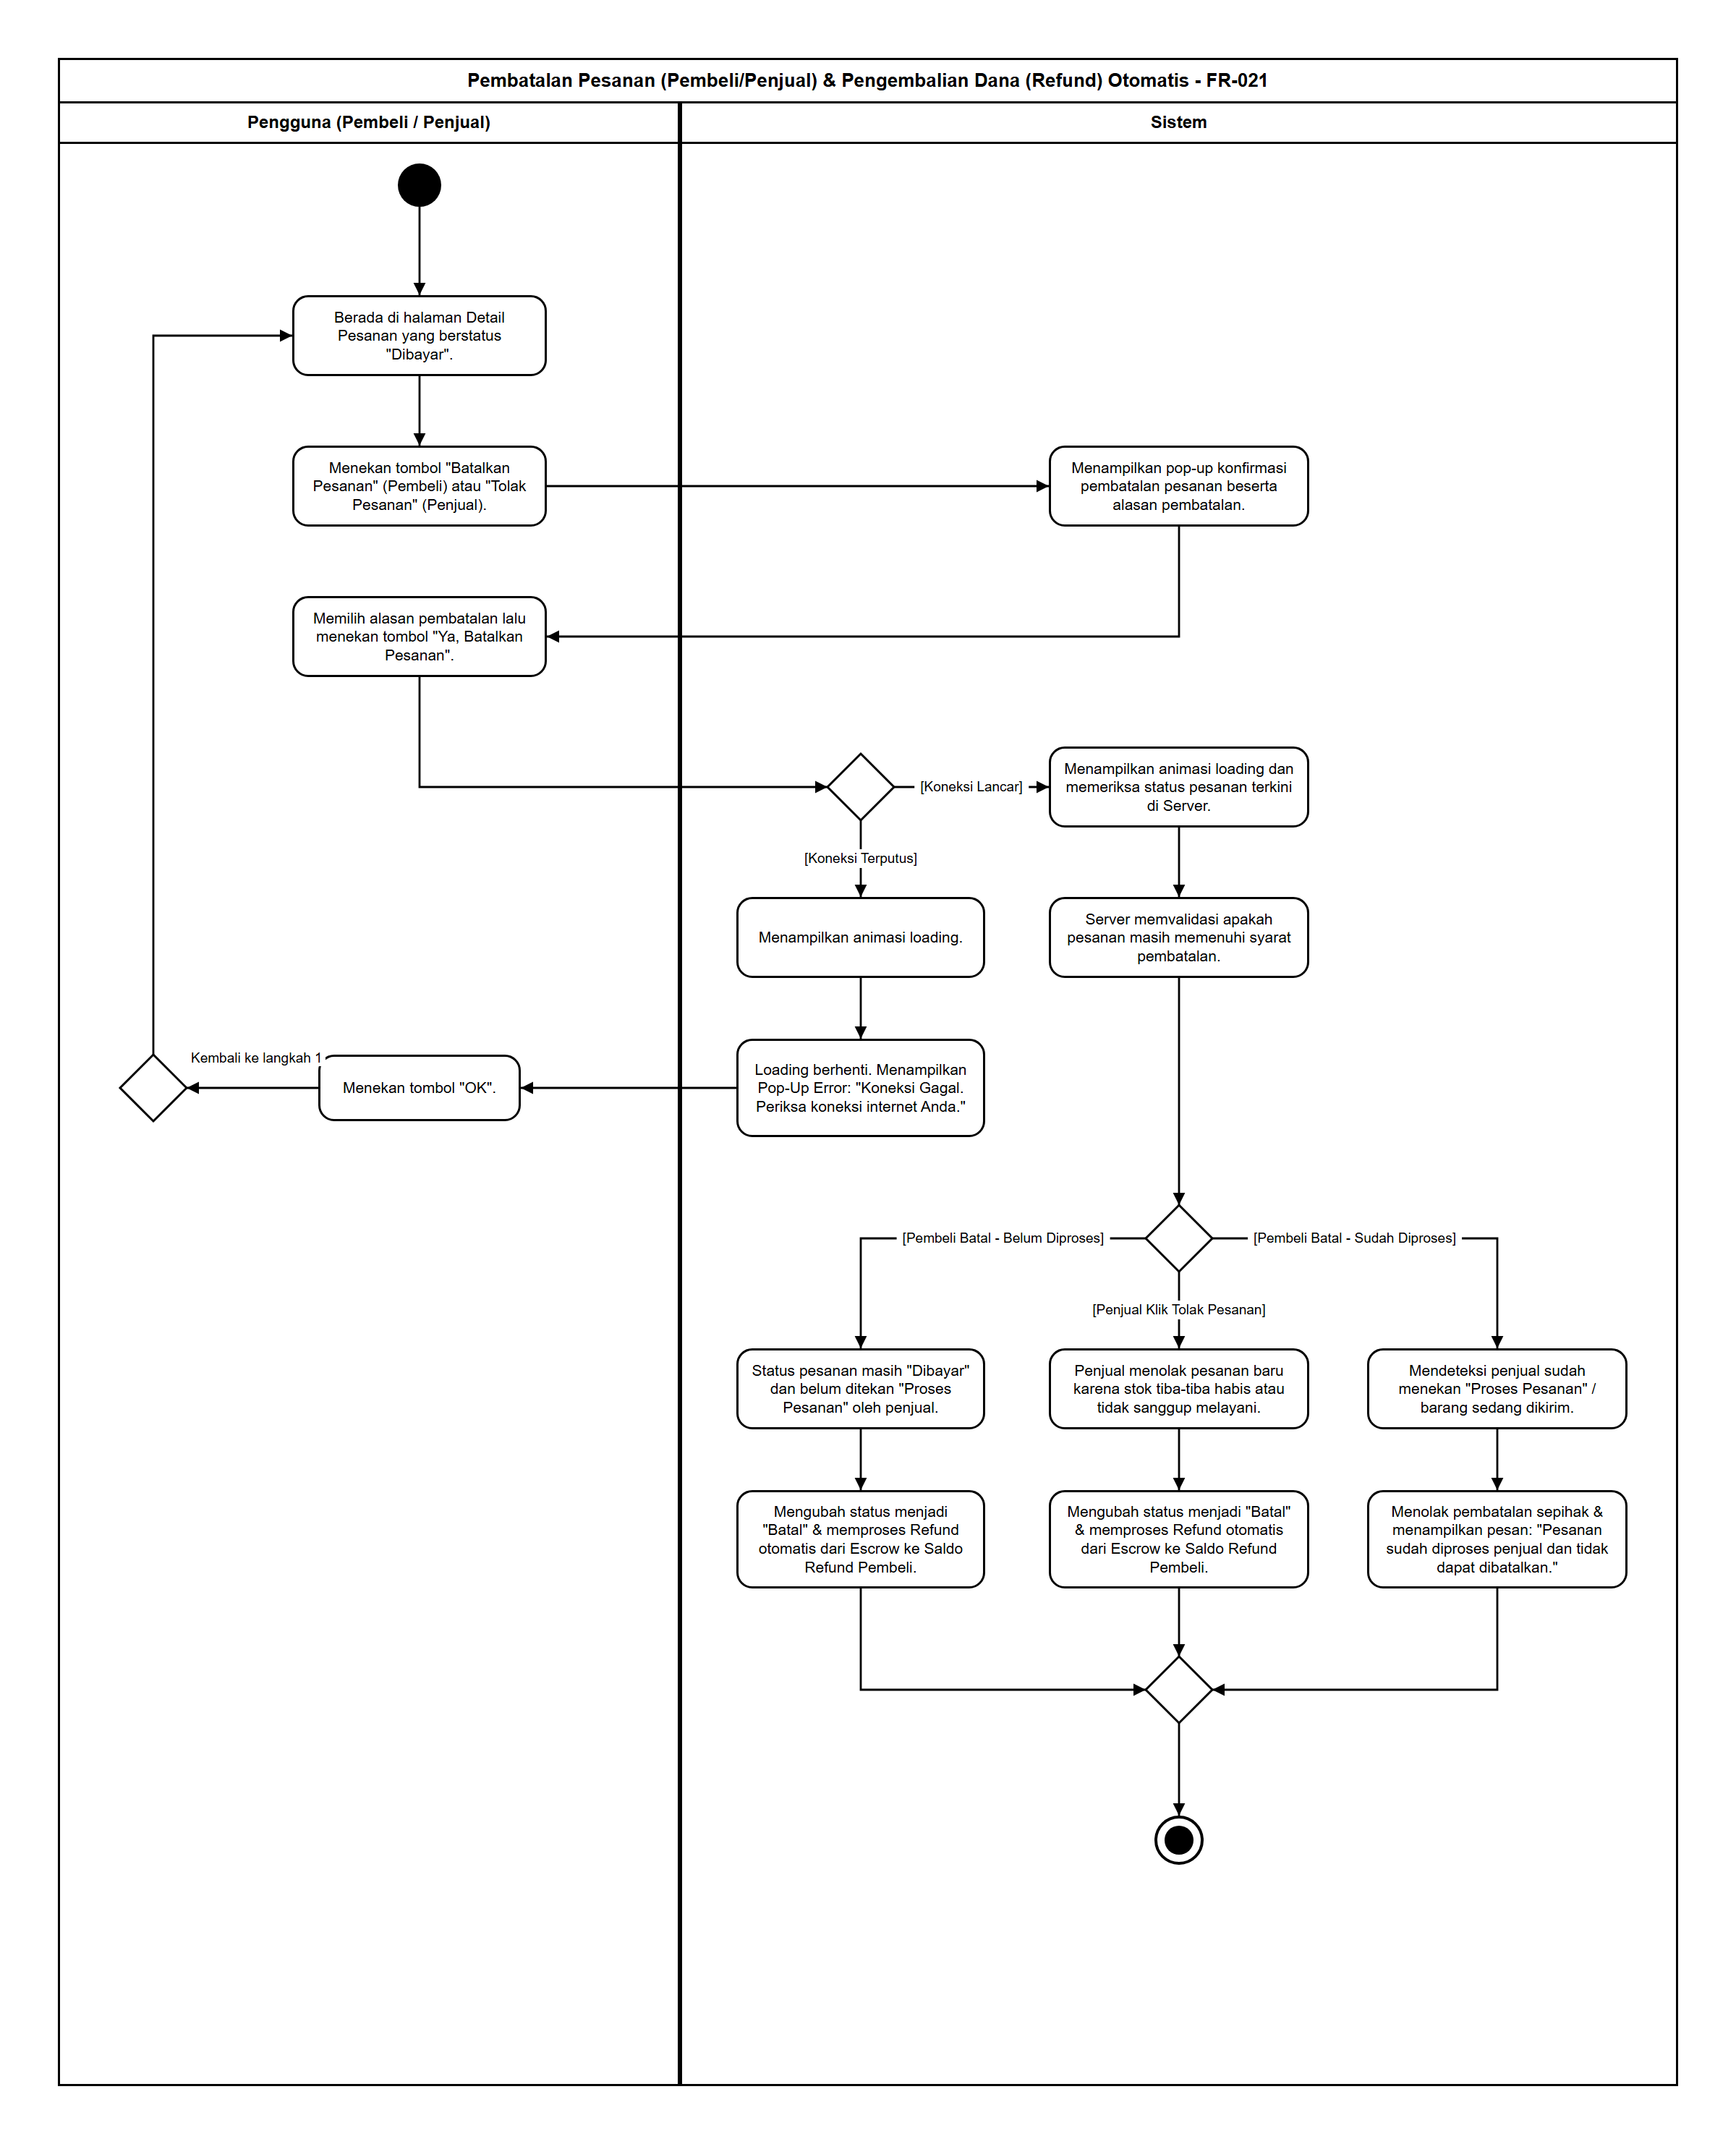 Pembatalan Pesanan (Pembeli/Penjual) & Pengembalian Dana (Refund) Otomatis - FR-021
Pengguna (Pembeli / Penjual)
Sistem
Berada di halaman Detail
Pesanan yang berstatus
"Dibayar".
Menekan tombol "Batalkan
Pesanan" (Pembeli) atau "Tolak
Pesanan" (Penjual).
Menampilkan pop-up konfirmasi
pembatalan pesanan beserta
alasan pembatalan.
Memilih alasan pembatalan lalu
menekan tombol "Ya, Batalkan
Pesanan".
[Koneksi Lancar]
Menampilkan animasi loading dan
memeriksa status pesanan terkini
di Server.
[Koneksi Terputus]
Menampilkan animasi loading.
Server memvalidasi apakah
pesanan masih memenuhi syarat
pembatalan.
Kembali ke langkah 1
Menekan tombol "OK".
Loading berhenti. Menampilkan
Pop-Up Error: "Koneksi Gagal.
Periksa koneksi internet Anda."
[Pembeli Batal - Belum Diproses]
[Pembeli Batal - Sudah Diproses]
[Penjual Klik Tolak Pesanan]
Status pesanan masih "Dibayar"
dan belum ditekan "Proses
Pesanan" oleh penjual.
Penjual menolak pesanan baru
karena stok tiba-tiba habis atau
tidak sanggup melayani.
Mendeteksi penjual sudah
menekan "Proses Pesanan" /
barang sedang dikirim.
Mengubah status menjadi
"Batal" & memproses Refund
otomatis dari Escrow ke Saldo
Refund Pembeli.
Mengubah status menjadi "Batal"
& memproses Refund otomatis
dari Escrow ke Saldo Refund
Pembeli.
Menolak pembatalan sepihak &
menampilkan pesan: "Pesanan
sudah diproses penjual dan tidak
dapat dibatalkan."